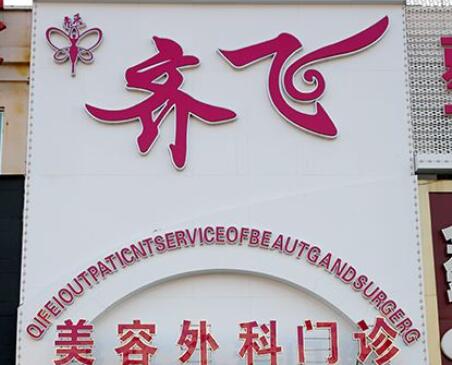 齐飞
QIFEIOUTPATICNTSERVICEOFBEAUTGANDSURGERG
美容外科门诊